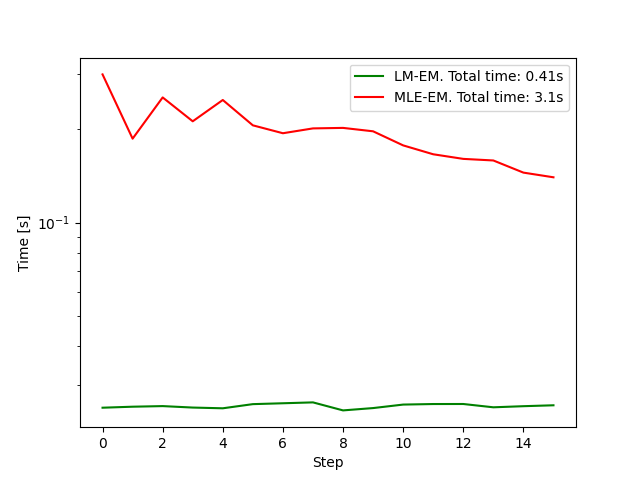 LM-EM. Total time: 0.41s
MLE-EM. Total time: 3.1s
Time [s]
10⁻¹
0 2 4 6 8 10 12 14
Step